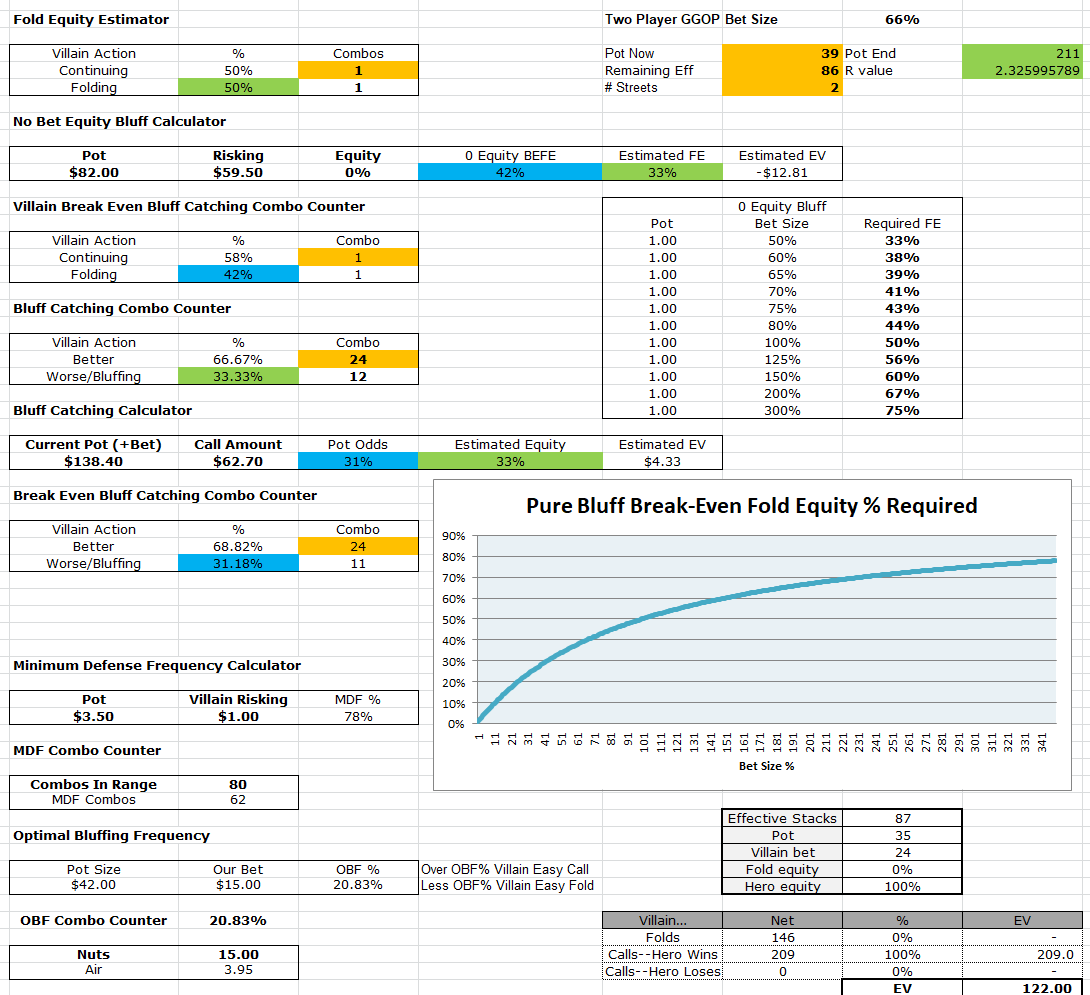 Fold Equity Estimator
Two Player GGOP Bet Size 66%
Villain Action % Combos
Pot Now 39 Pot End 211
Continuing 50% 1
Remaining Eff 86 R value 2.325995789
Folding 50% 1
# Streets 2
No Bet Equity Bluff Calculator
Pot Risking Equity 0 Equity BEFE Estimated FE Estimated EV
$82.00 $59.50 0% 42% 33% -$12.81
Villain Break Even Bluff Catching Combo Counter
Villain Action % Combo
Continuing 58% 1
Folding 42% 1
0 Equity Bluff
Pot Bet Size Required FE
1.00 50% 33%
1.00 60% 38%
1.00 65% 39%
1.00 70% 41%
1.00 75% 43%
1.00 80% 44%
1.00 100% 50%
1.00 125% 56%
1.00 150% 60%
1.00 200% 67%
1.00 300% 75%
Bluff Catching Combo Counter
Villain Action % Combo
Better 66.67% 24
Worse/Bluffing 33.33% 12
Bluff Catching Calculator
Current Pot (+Bet) Call Amount Pot Odds Estimated Equity Estimated EV
$138.40 $62.70 31% 33% $4.33
Break Even Bluff Catching Combo Counter
Villain Action % Combo
Better 68.82% 24
Worse/Bluffing 31.18% 11
Pure Bluff Break-Even Fold Equity % Required
90%
80%
70%
60%
50%
40%
30%
20%
10%
0%
1 11 21 31 41 51 61 71 81 91 101 111 121 131 141 151 161 171 181 191 201 211 221 231 241 251 261 271 281 291 301 311 321 331 341
Bet Size %
Minimum Defense Frequency Calculator
Pot Villain Risking MDF %
$3.50 $1.00 78%
MDF Combo Counter
Combos In Range 80
MDF Combos 62
Optimal Bluffing Frequency
Pot Size Our Bet OBF % Over OBF% Villain Easy Call
$42.00 $15.00 20.83% Less OBF% Villain Easy Fold
OBF Combo Counter 20.83%
Nuts 15.00
Air 3.95
Effective Stacks 87
Pot 35
Villain bet 24
Fold equity 0%
Hero equity 100%
Villain... Net % EV
Folds 146 0% -
Calls--Hero Wins 209 100% 209.0
Calls--Hero Loses 0 0% -
EV 122.00